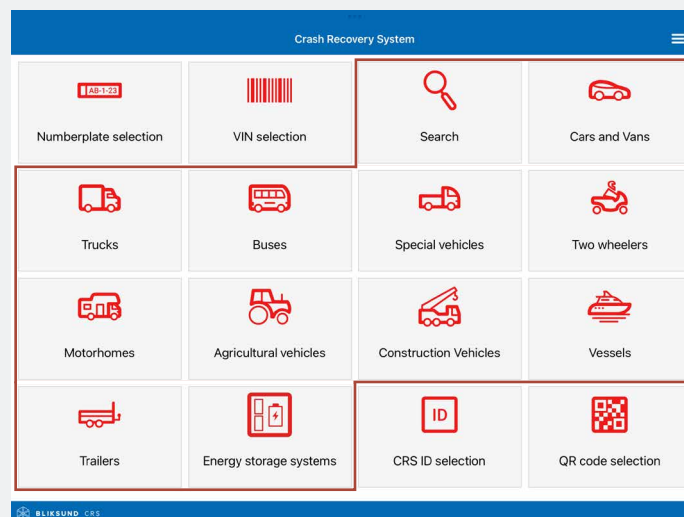 Crash Recovery System
AB-1-23
Numberplate selection
VIN selection
Search
Cars and Vans
Trucks
Buses
Special vehicles
Two wheelers
Motorhomes
Agricultural vehicles
Construction Vehicles
Vessels
Trailers
Energy storage systems
ID
CRS ID selection
QR code selection
BLIKSUND CRS